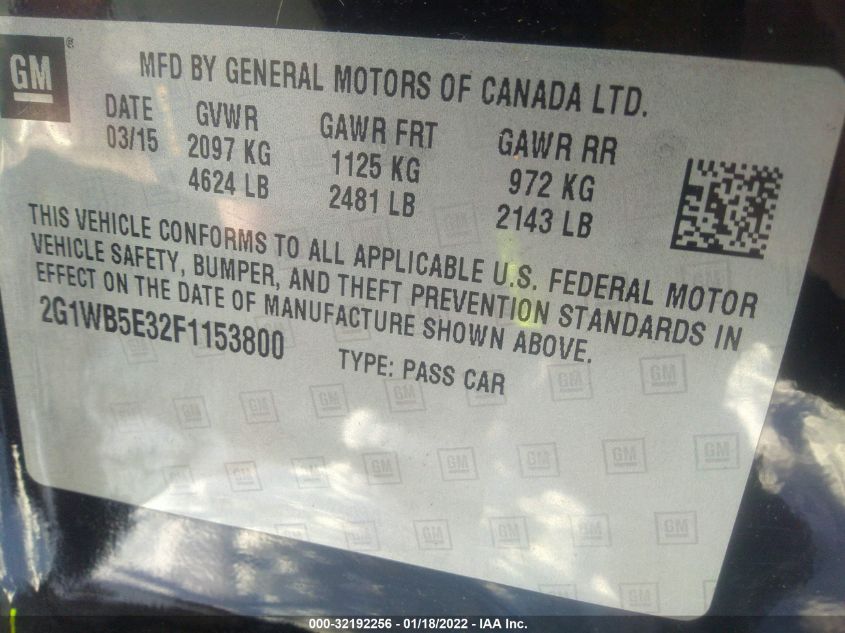 GM®
MFD BY GENERAL MOTORS OF CANADA LTD.
DATE GVWR GAWR FRT GAWR RR
03/15 2097 KG 1125 KG 972 KG
4624 LB 2481 LB 2143 LB
THIS VEHICLE CONFORMS TO ALL APPLICABLE U.S. FEDERAL MOTOR
VEHICLE SAFETY, BUMPER, AND THEFT PREVENTION STANDARDS IN
EFFECT ON THE DATE OF MANUFACTURE SHOWN ABOVE.
2G1WB5E32F1153800 TYPE: PASS CAR
000-32192256 - 01/18/2022 - IAA Inc.